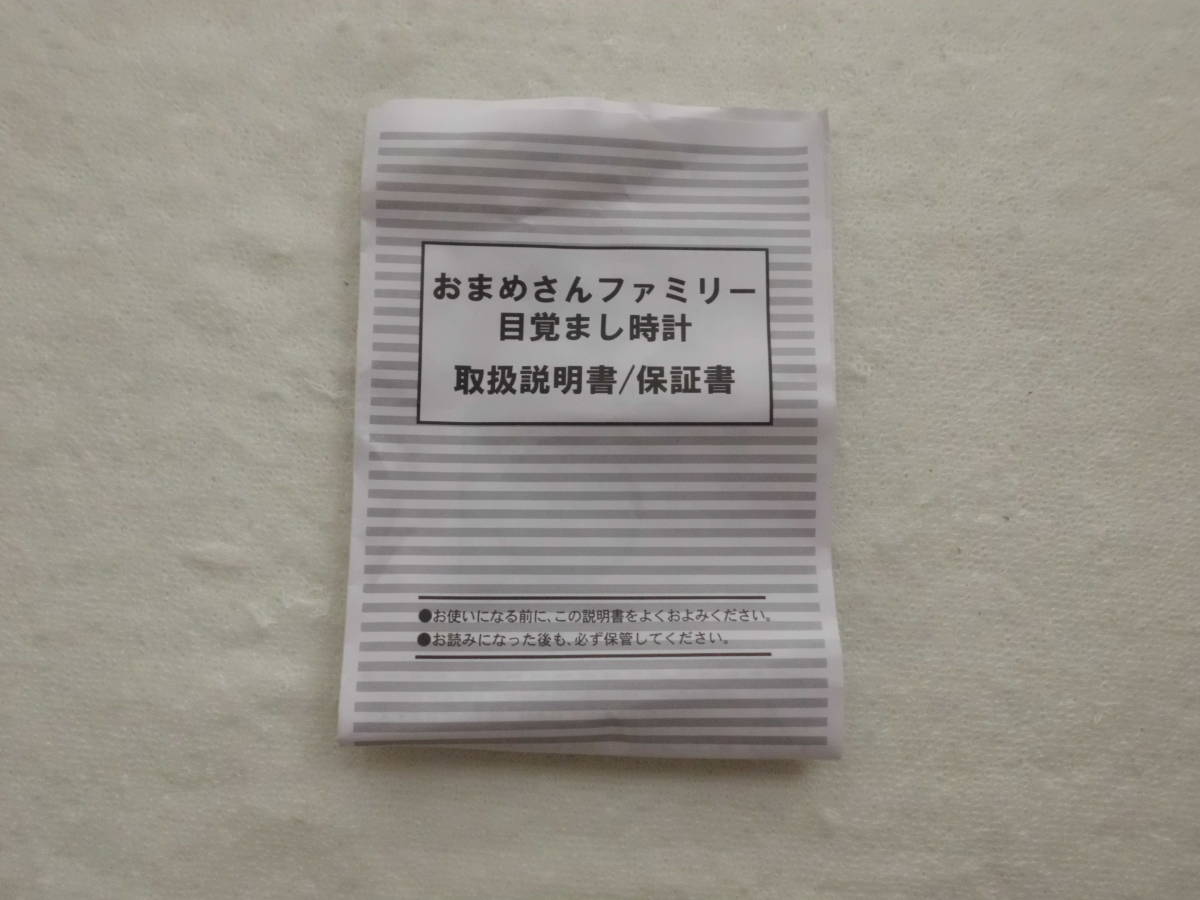 おまめさんファミリー
目覚まし時計
取扱説明書/保証書
●お使いになる前に、この説明書をよくおよみください。
●お読みになった後も、必ず保管してください。